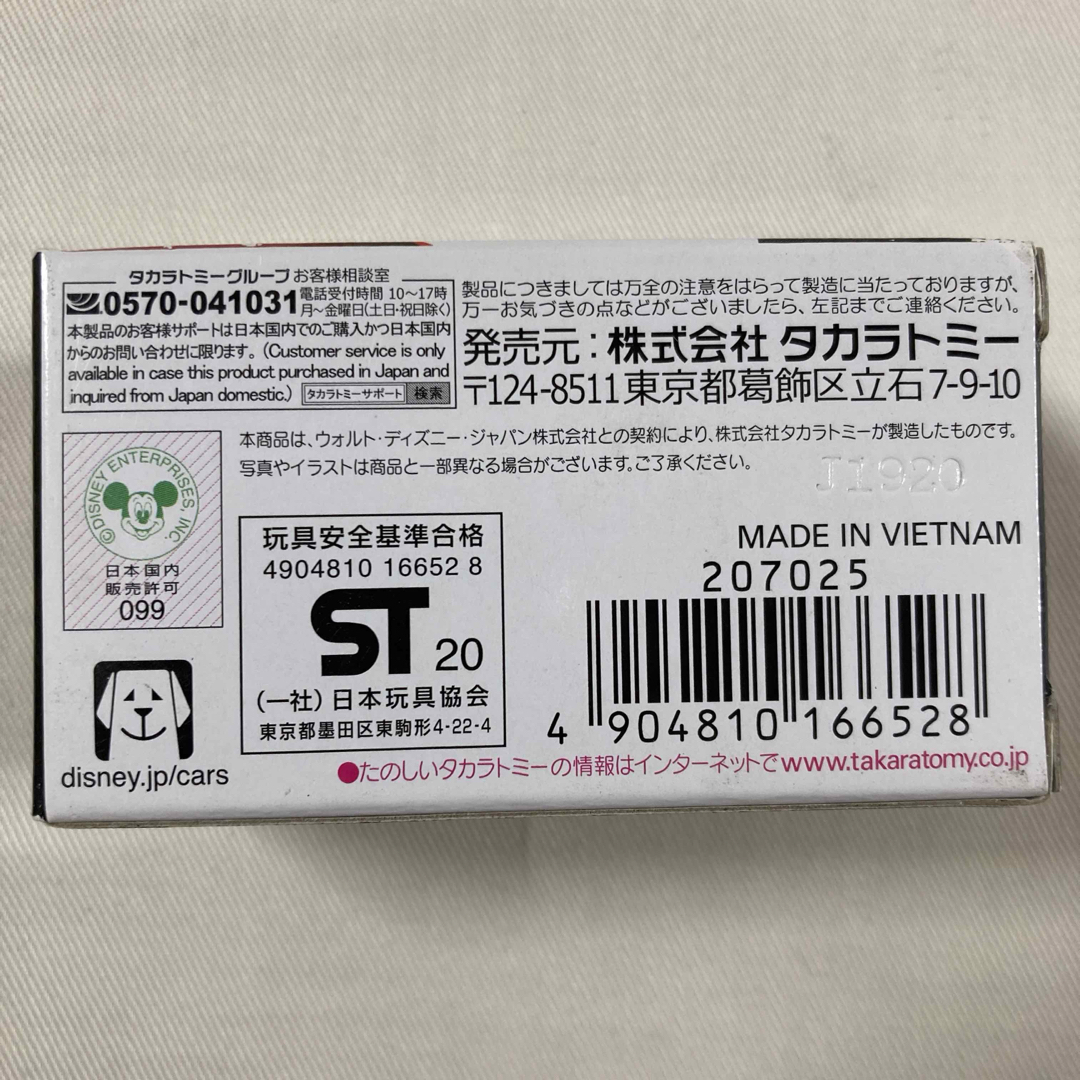 タカラトミーグループ お客様相談室
0570-041031 電話受付時間 10〜17時
月〜金曜日(土日・祝日除く)
本製品のお客様サポートは日本国内でのご購入かつ日本国内
からのお問い合わせに限ります。(Customer service is only
available in case this product purchased in Japan and
inquired from Japan domestic.) タカラトミーサポート 検索
製品につきましては万全の注意をはらって製造に当たっておりますが、
万一お気づきの点などがございましたら、左記までご連絡ください。
発売元:株式会社 タカラトミー
〒124-8511 東京都葛飾区立石7-9-10
本商品は、ウォルト・ディズニー・ジャパン株式会社との契約により、株式会社タカラトミーが製造したものです。
写真やイラストは商品と一部異なる場合がございます。ご了承ください。
J1920
©DISNEY ENTERPRISES, INC.
日本国内
販売許可
099
玩具安全基準合格
4904810 16652 8
ST 20
(一社)日本玩具協会
東京都墨田区東駒形4-22-4
MADE IN VIETNAM
207025
4 904810 166528
disney.jp/cars
●たのしいタカラトミーの情報はインターネットで www.takaratomy.co.jp